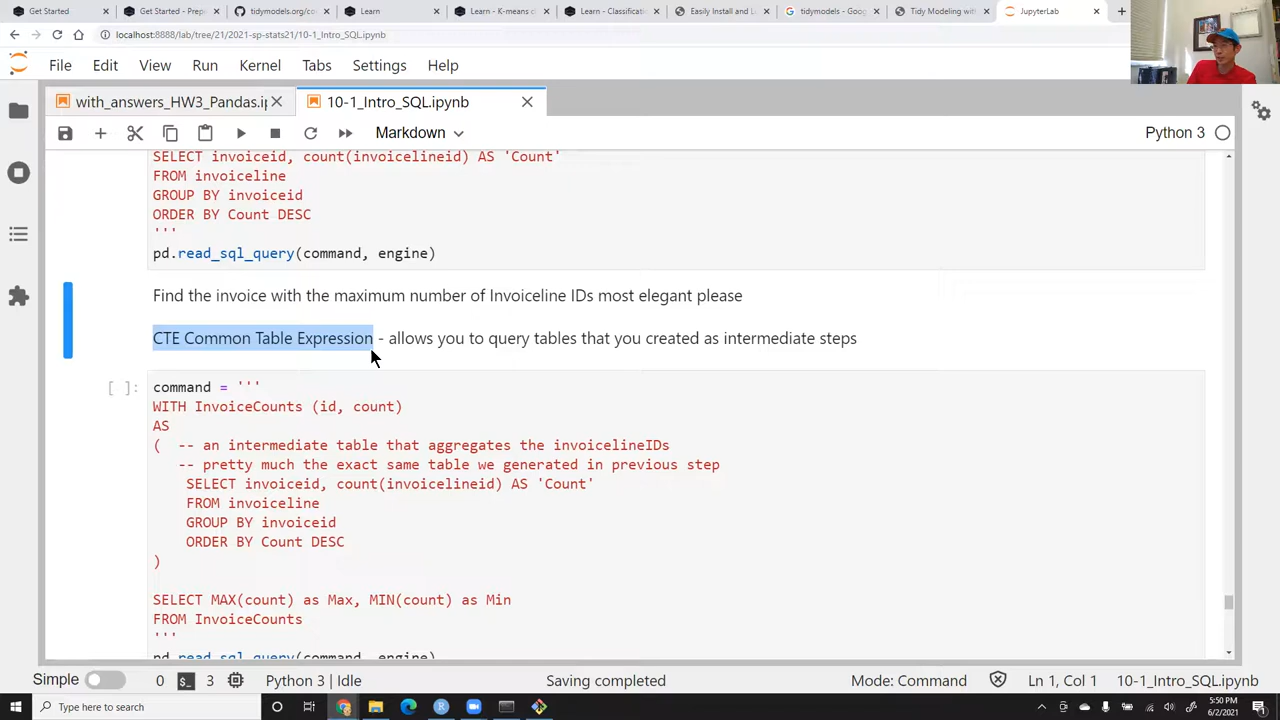 Get Started
Get Started - Prepa
tidymodels.org/cor
Learn
Learn - K-means c
Learn - Classificati
Easily Install and L
tidymodels - Goog
Tidy Modeling with
JupyterLab
localhost:8888/lab/tree/21/2021-sp-stats21/10-1_Intro_SQL.ipynb
File Edit View Run Kernel Tabs Settings Help
with_answers_HW3_Pandas.ip
10-1_Intro_SQL.ipynb
Markdown
Python 3
SELECT invoiceid, count(invoicelineid) AS 'Count'
FROM invoiceline
GROUP BY invoiceid
ORDER BY Count DESC
'''
pd.read_sql_query(command, engine)
Find the invoice with the maximum number of Invoiceline IDs most elegant please
CTE Common Table Expression - allows you to query tables that you created as intermediate steps
[ ]: command = '''
WITH InvoiceCounts (id, count)
AS
( -- an intermediate table that aggregates the invoicelineIDs
-- pretty much the exact same table we generated in previous step
SELECT invoiceid, count(invoicelineid) AS 'Count'
FROM invoiceline
GROUP BY invoiceid
ORDER BY Count DESC
)
SELECT MAX(count) as Max, MIN(count) as Min
FROM InvoiceCounts
'''
pd.read_sql_query(command, engine)
Simple 0 3 Python 3 | Idle Saving completed Mode: Command Ln 1, Col 1 10-1_Intro_SQL.ipynb
Type here to search
5:50 PM
6/2/2021